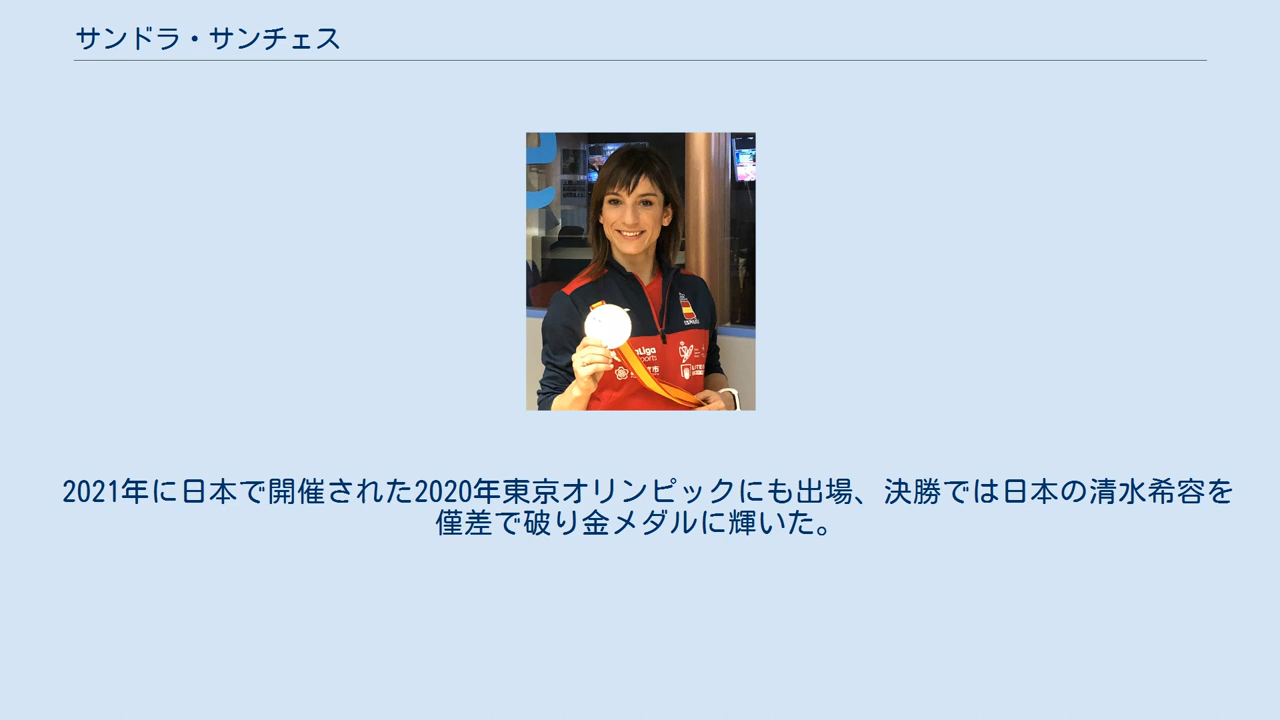 サンドラ・サンチェス
2021年に日本で開催された2020年東京オリンピックにも出場、決勝では日本の清水希容を
僅差で破り金メダルに輝いた。